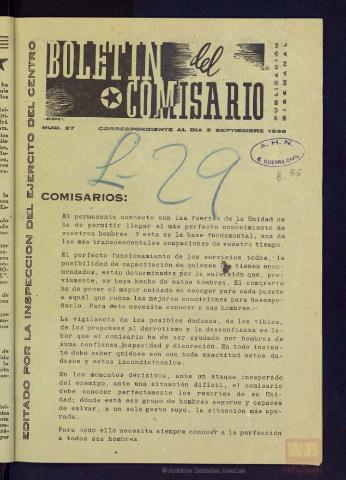 BOLETIN del
COMISARIO
PUBLICACIÓN
BISEMANAL
NUM. 27 CORRESPONDIENTE AL DIA 3 SEPTIEMBRE 1938
EDITADO POR LA INSPECCION DEL EJERCITO DEL CENTRO
L-29
A. H. N.
S. GUERRA CIVIL
COMISARIOS:
El permanente contacto con las fuerzas de la Unidad os
ha de permitir llegar al más perfecto conocimiento de
vuestros hombres. Y esta es la base fundamental, una de
las más transcendentales ocupaciones de vuestro tiempo.
El perfecto funcionamiento de los servicios todos, la
posibilidad de capacitación de quienes los tienen enco-
mendados, están determinados por la selección que, pre-
viamente, se haya hecho de estos hombres. El comisario
ha de poner el mayor cuidado en escoger para cada puesto
a aquél que reúna las mejores condiciones para desempe-
ñarlo. Para ésto necesita conocer a sus hombres.
La vigilancia de los posibles dudosos, de los tibios,
de los propensos al derrotismo y la desconfianza es la-
bor que el comisario ha de ser ayudado por hombres de
suma confianza, capacidad y discreción. En todo instan-
te debe saber quiénes son con toda exactitud estos du-
dosos y estos incondicionales.
En los momentos decisivos, ante un ataque inesperado
del enemigo, ante una situación difícil, el comisario
debe conocer perfectamente los resortes de su Uni-
dad; dónde está ese grupo de hombres seguros y capaces
de salvar, a un solo gesto suyo, la situación más apu-
rada.
Para todo ello necesita siempre conocer a la perfección
a todos sus hombres